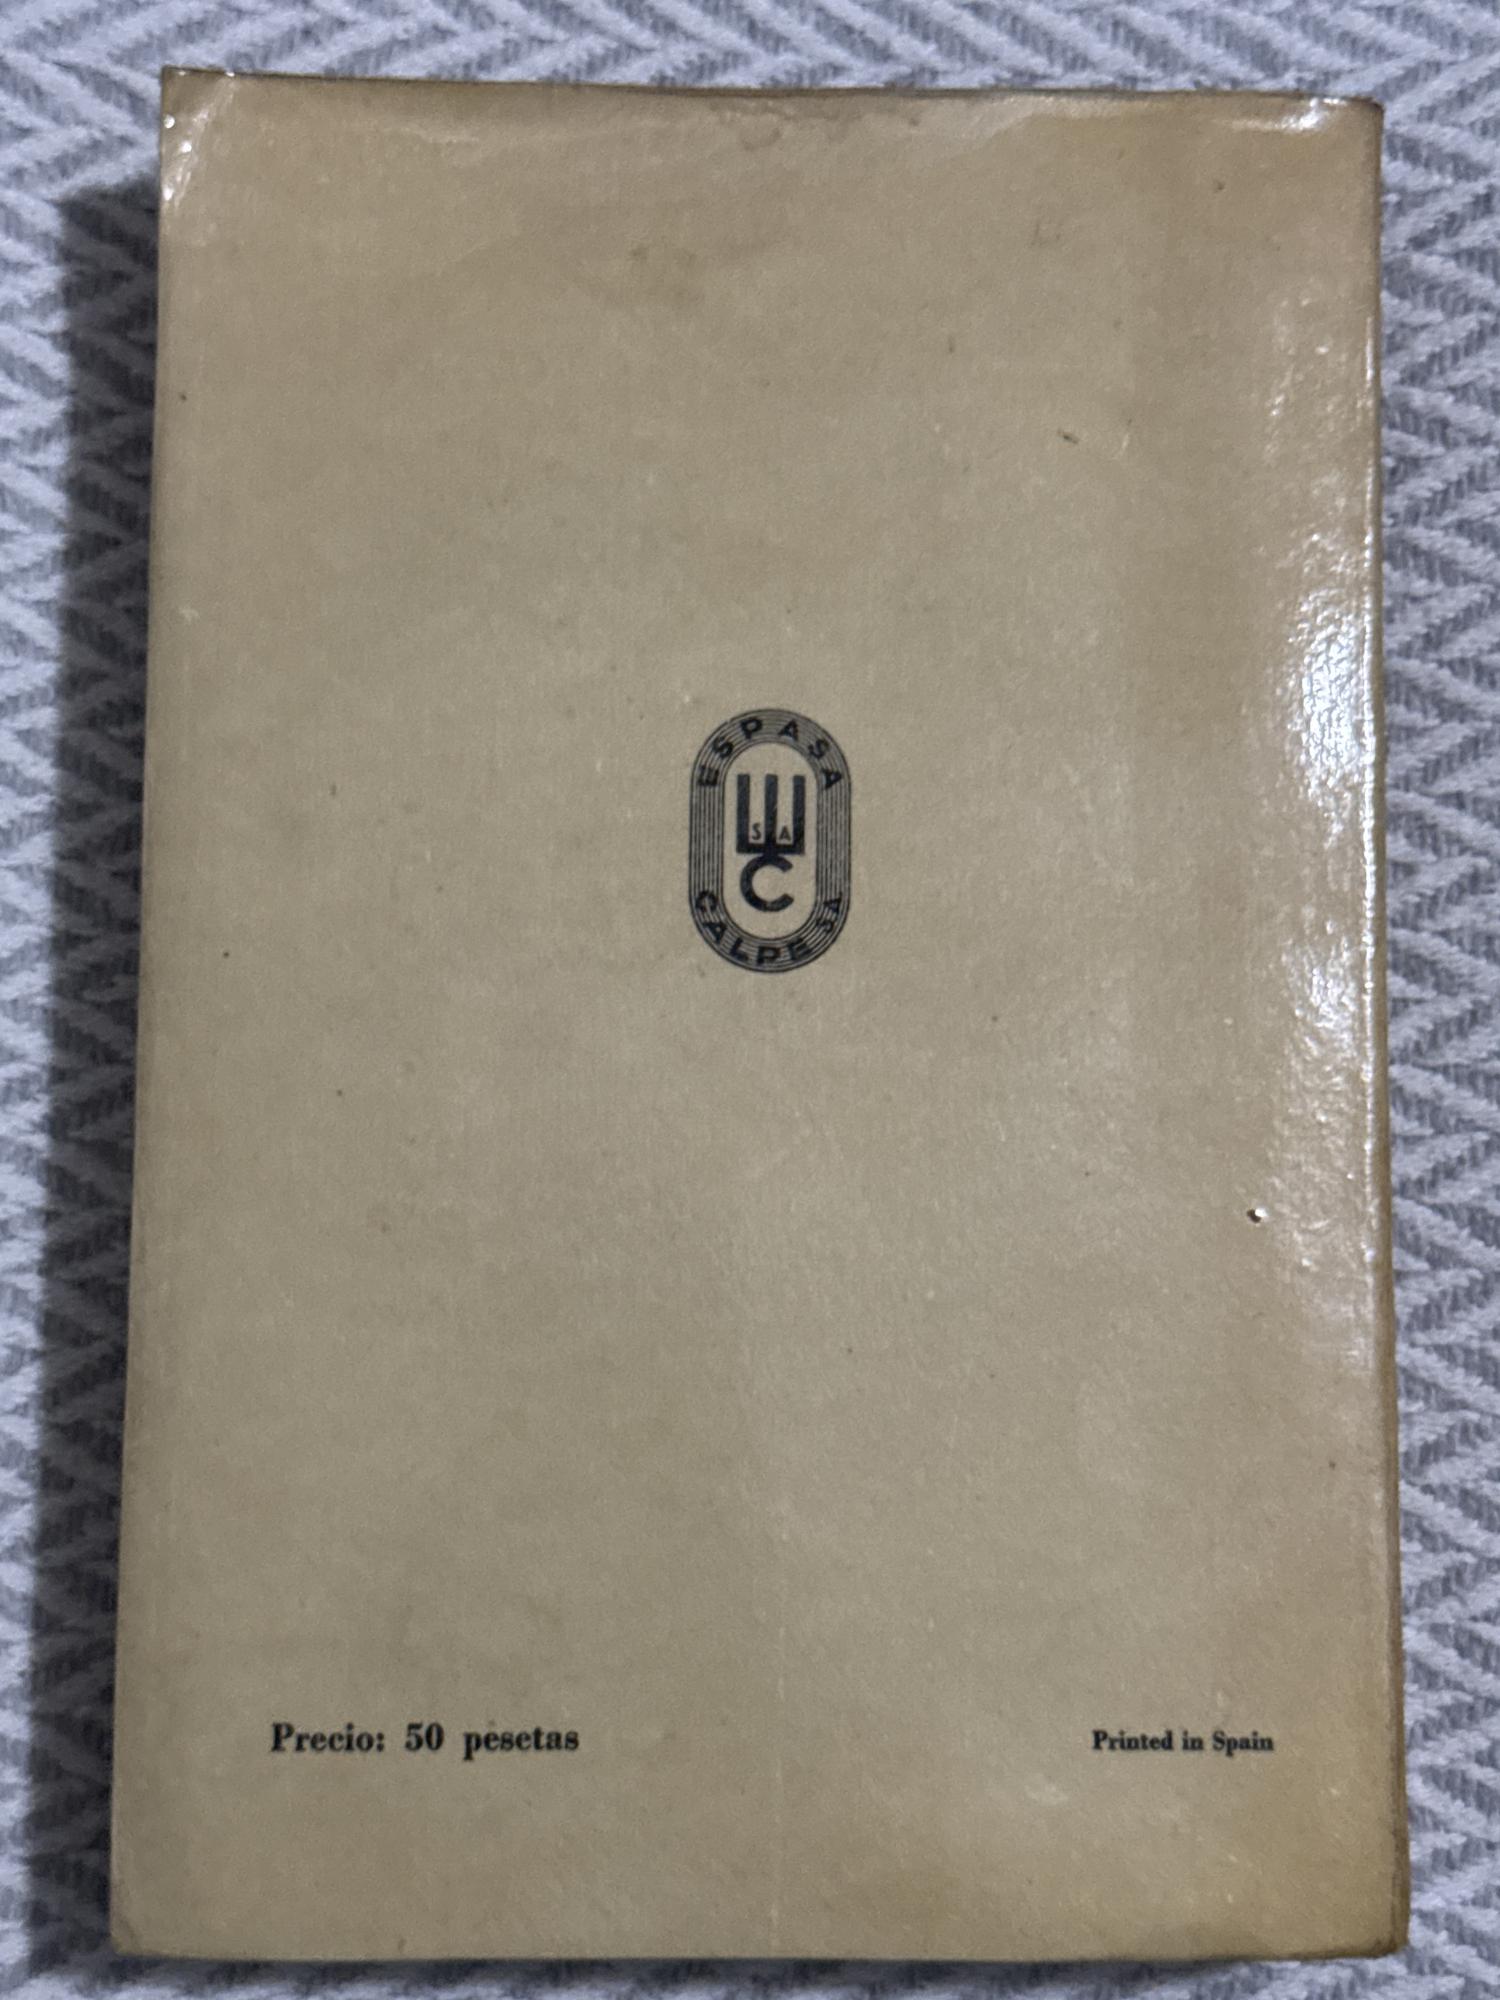 ESPASA
E
S A
C
CALPE S.A.
Precio: 50 pesetas
Printed in Spain